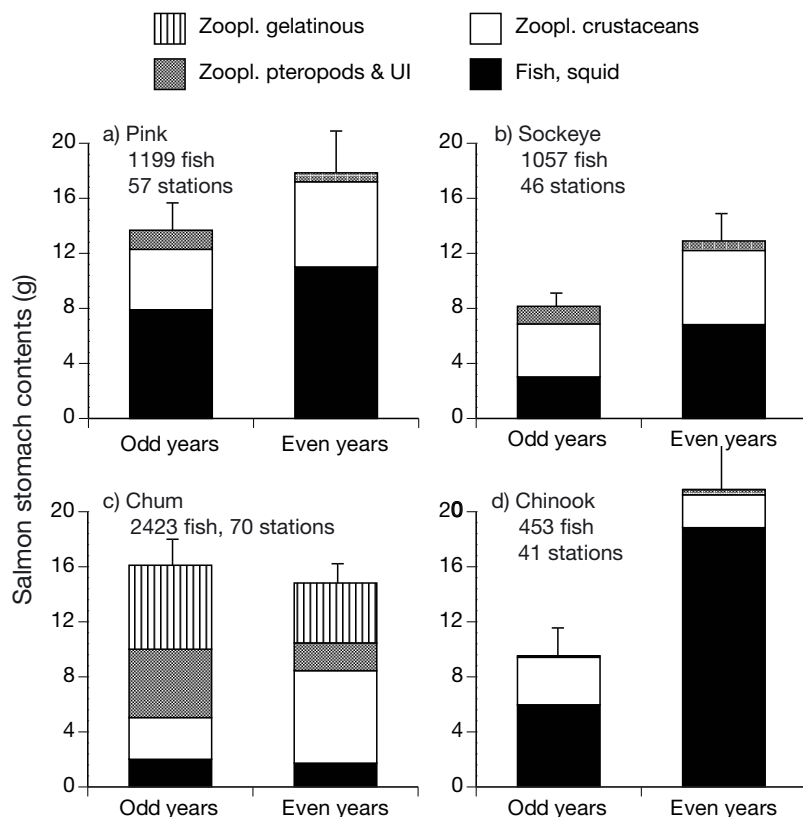 Zoopl. gelatinous
Zoopl. crustaceans
Zoopl. pteropods & UI
Fish, squid
Salmon stomach contents (g)
a) Pink
1199 fish
57 stations
20
16
12
8
4
0
Odd years
Even years
b) Sockeye
1057 fish
46 stations
20
16
12
8
4
0
Odd years
Even years
c) Chum
2423 fish, 70 stations
20
16
12
8
4
0
Odd years
Even years
d) Chinook
453 fish
41 stations
20
16
12
8
4
0
Odd years
Even years